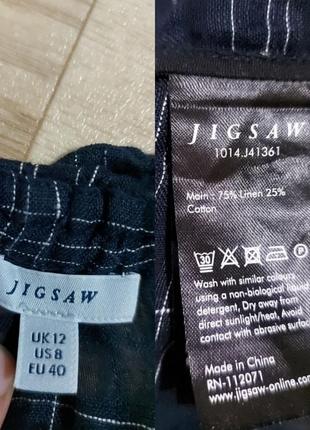 JIGSAW
UK 12
US 8
EU 40
JIGSAW
1014.J41361
Main : 75% Linen 25%
Cotton
30
Wash with similar colours
using a non-biological liquid
detergent, Dry away from
direct sunlight/heat. Avoid
contact with abrasive surfac
Made in China
RN-112071
www.jigsaw-online.com